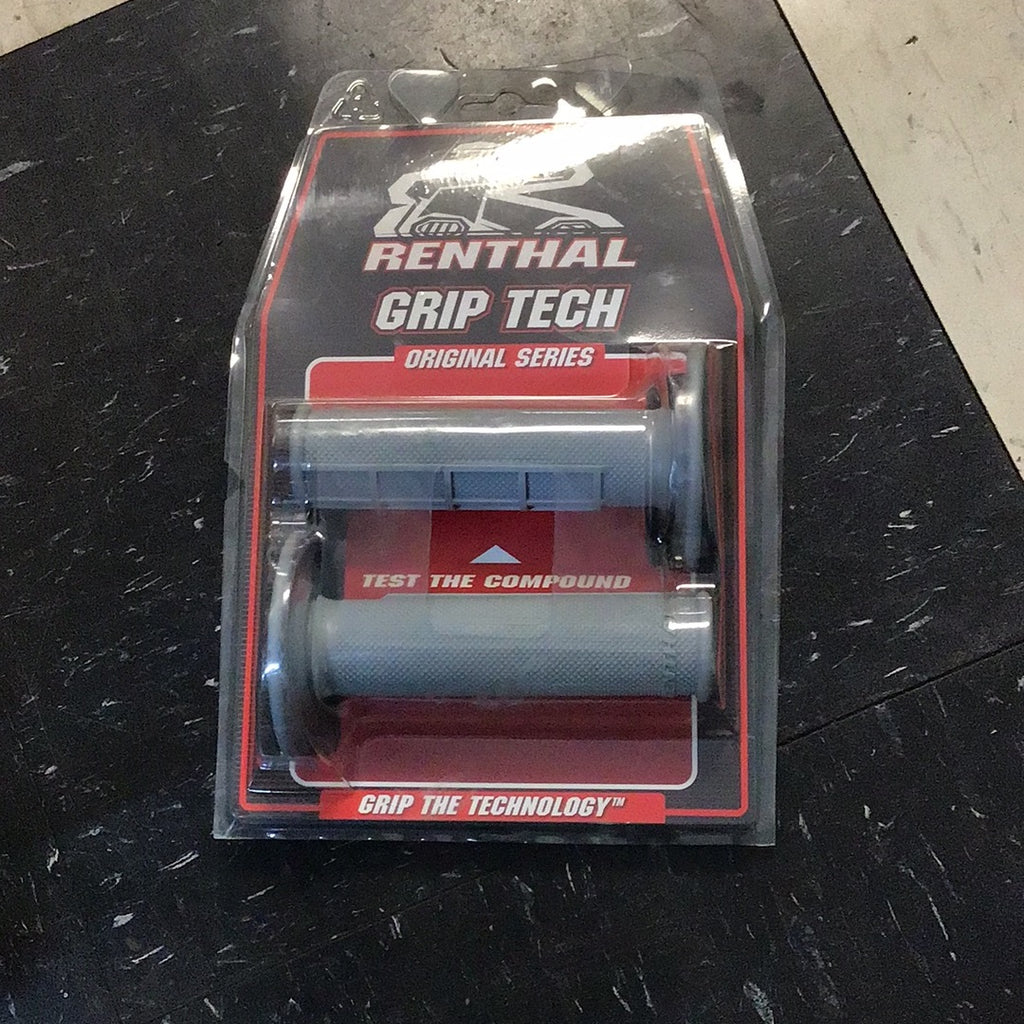 RENTHAL
GRIP TECH
ORIGINAL SERIES
TEST THE COMPOUND
GRIP THE TECHNOLOGY™